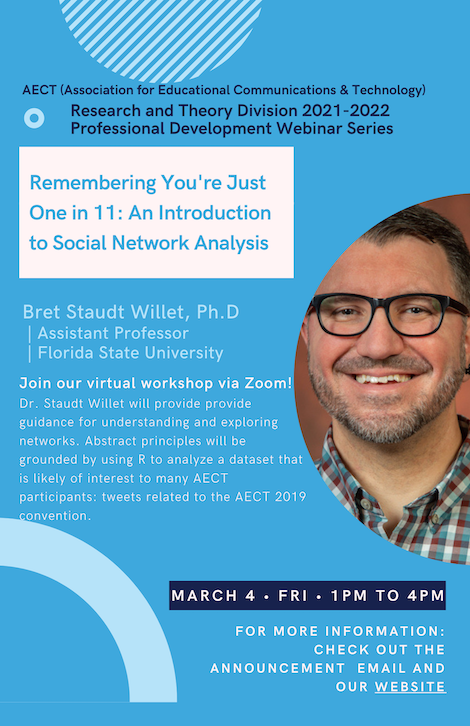 AECT (Association for Educational Communications & Technology)
Research and Theory Division 2021-2022
Professional Development Webinar Series
Remembering You're Just
One in 11: An Introduction
to Social Network Analysis
Bret Staudt Willet, Ph.D
| Assistant Professor
| Florida State University
Join our virtual workshop via Zoom!
Dr. Staudt Willet will provide provide
guidance for understanding and exploring
networks. Abstract principles will be
grounded by using R to analyze a dataset that
is likely of interest to many AECT
participants: tweets related to the AECT 2019
convention.
MARCH 4 • FRI • 1PM TO 4PM
FOR MORE INFORMATION:
CHECK OUT THE
ANNOUNCEMENT EMAIL AND
OUR WEBSITE